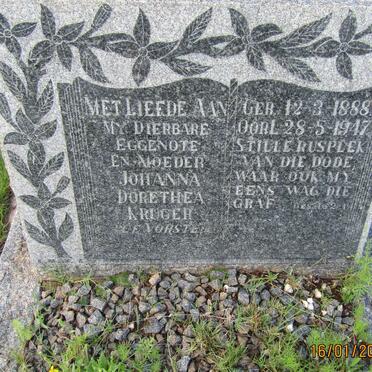 MET LIEFDE AAN
MY DIERBARE
EGGENOTE
EN MOEDER
JOHANNA
DORETHEA
KRUGER
GEB. 12-3-1888
OORL. 28-5-1947
STILLE RUSPLEK
VAN DIE DODE,
WAAR OOK MY
EENS WAG DIE
GRAF
16/01/20